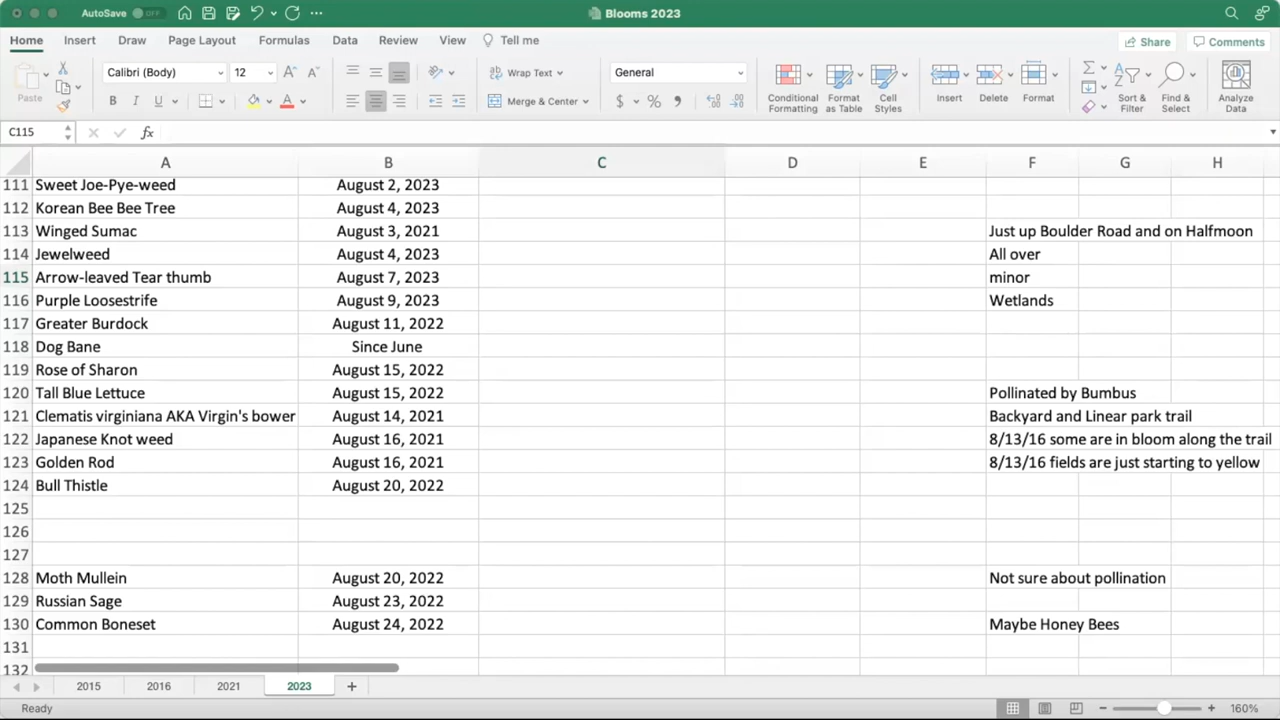 AutoSave OFF
Blooms 2023
Home Insert Draw Page Layout Formulas Data Review View Tell me Share Comments
Paste
Calibri (Body) 12
B I U A
Wrap Text
Merge & Center
General
$ % 9
Conditional Formatting
Format as Table
Cell Styles
Insert
Delete
Format
Sort & Filter
Find & Select
Analyze Data
C115 fx
A B C D E F G H
111 Sweet Joe-Pye-weed August 2, 2023
112 Korean Bee Bee Tree August 4, 2023
113 Winged Sumac August 3, 2021 Just up Boulder Road and on Halfmoon
114 Jewelweed August 4, 2023 All over
115 Arrow-leaved Tear thumb August 7, 2023 minor
116 Purple Loosestrife August 9, 2023 Wetlands
117 Greater Burdock August 11, 2022
118 Dog Bane Since June
119 Rose of Sharon August 15, 2022
120 Tall Blue Lettuce August 15, 2022 Pollinated by Bumbus
121 Clematis virginiana AKA Virgin's bower August 14, 2021 Backyard and Linear park trail
122 Japanese Knot weed August 16, 2021 8/13/16 some are in bloom along the trail
123 Golden Rod August 16, 2021 8/13/16 fields are just starting to yellow
124 Bull Thistle August 20, 2022
125
126
127
128 Moth Mullein August 20, 2022 Not sure about pollination
129 Russian Sage August 23, 2022
130 Common Boneset August 24, 2022 Maybe Honey Bees
131
132
2015 2016 2021 2023 +
Ready 160%